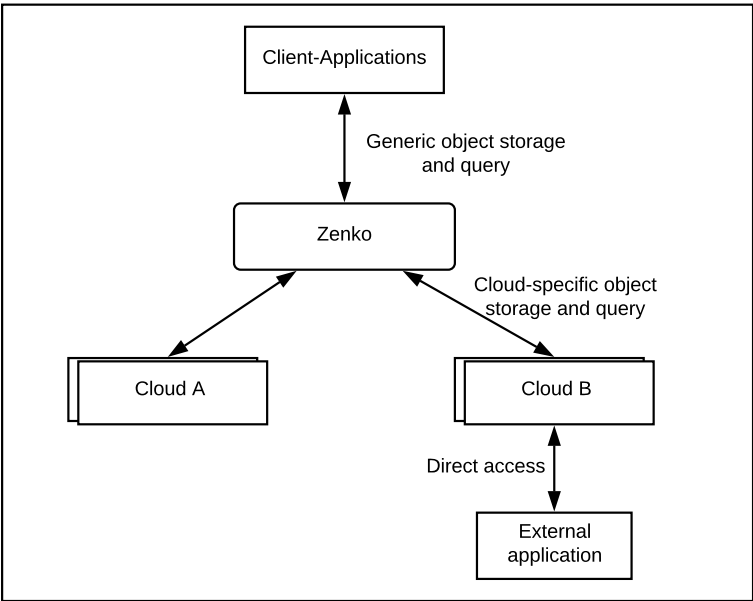 Client-Applications
Generic object storage
and query
Zenko
Cloud-specific object
storage and query
Cloud A
Cloud B
Direct access
External
application